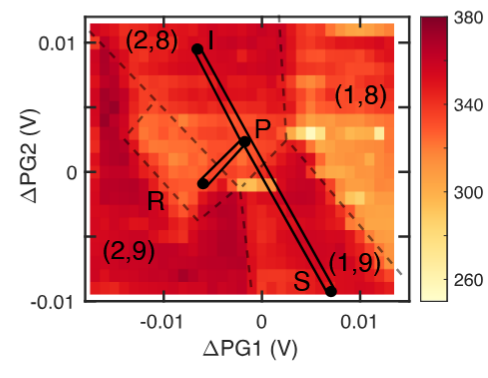 380
340
300
260
0.01
0
-0.01
ΔPG2 (V)
-0.01
0
0.01
ΔPG1 (V)
(2,8)
I
(1,8)
P
R
(2,9)
(1,9)
S